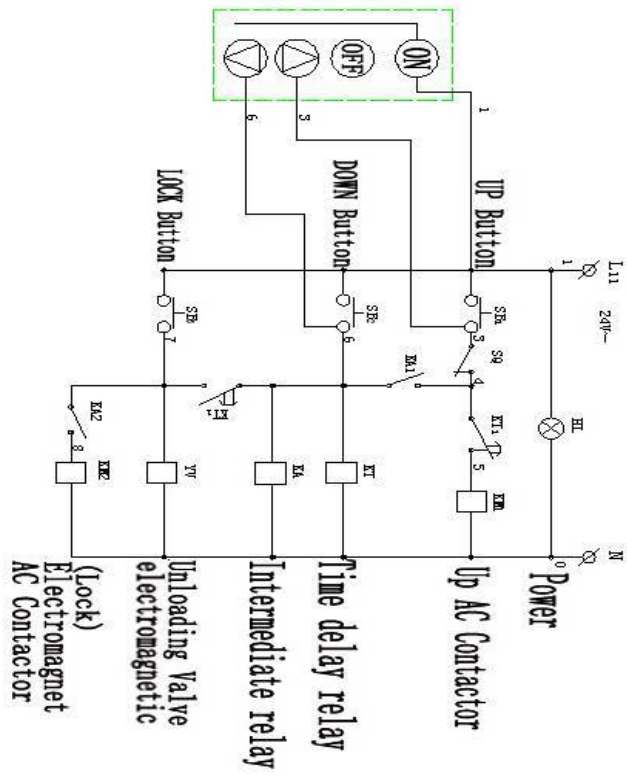 L11
24V~
N
1
HL
0
Power
1
ON
UP Button
SB1
3
SQ
4
KT1
5
KM1
Up AC Contactor
OFF
KA1
3
DOWN Button
SB2
6
KT
Time delay relay
KA
Intermediate relay
6
KT1
LOCK Button
7
YV
Unloading Valve
electromagnetic
KA2
8
KM2
(Lock)
Electromagnet
AC Contactor